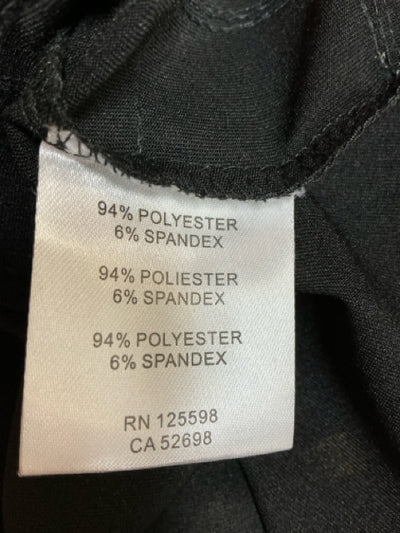 94% POLYESTER
6% SPANDEX
94% POLIESTER
6% SPANDEX
94% POLYESTER
6% SPANDEX
RN 125598
CA 52698